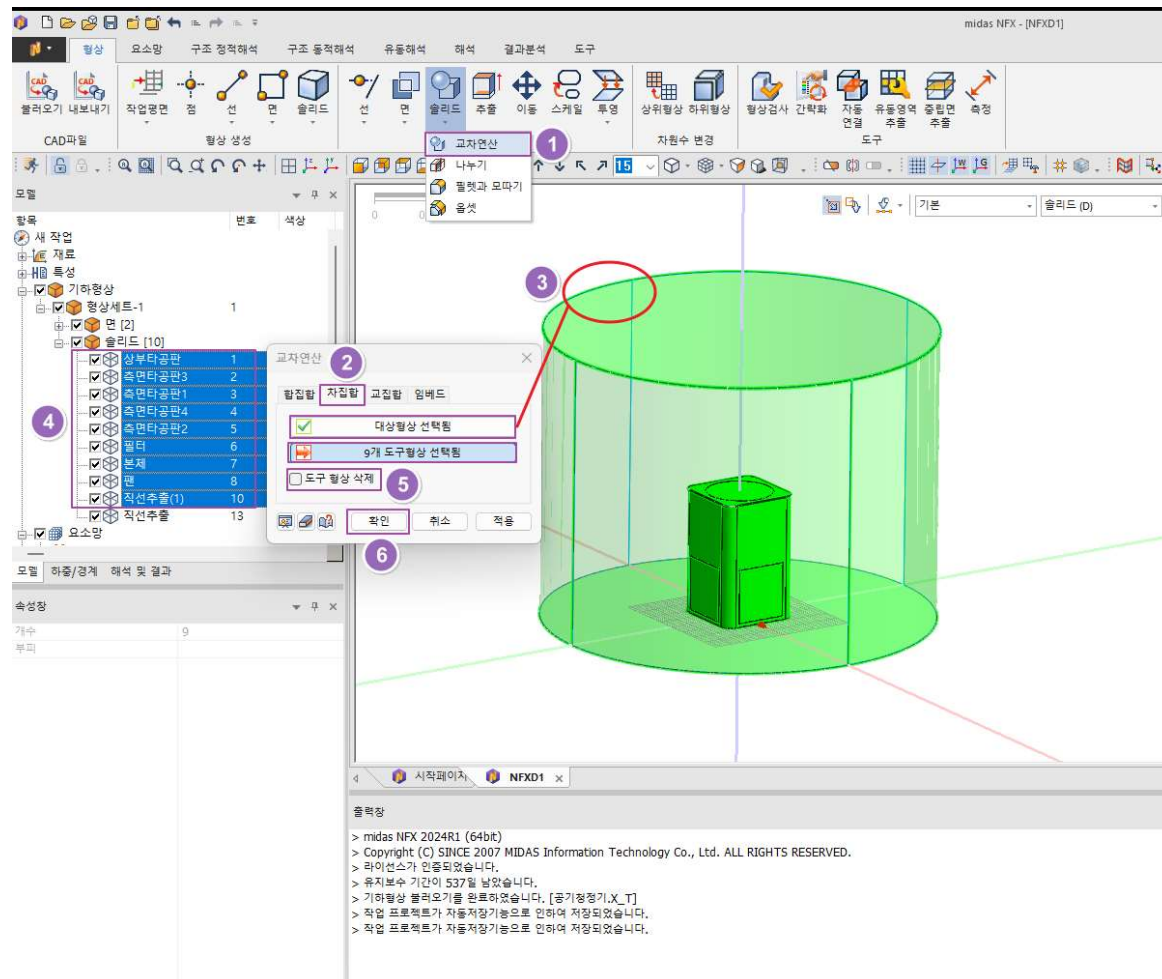 midas NFX - [NFXD1]
형상 요소망 구조 정적해석 구조 동적해석 유동해석 해석 결과분석 도구
CAD CAD
불러오기 내보내기 작업평면 점 선 면 솔리드 선 면 솔리드 추출 이동 스케일 투영 상위형상 하위형상 형상검사 간략화 자동 연결 유동영역 추출 중립면 추출 측정
CAD파일 형상 생성 차원수 변경 도구
교차연산 1
나누기
필렛과 모따기
옵셋
15
모델
항목 번호 색상
기본 솔리드 (D)
0 0
새 작업
재료
특성
기하형상
형상세트-1 1
면 [2]
솔리드 [10]
상부타공판 1
측면타공판3 2
측면타공판1 3
측면타공판4 4
측면타공판2 5
필터 6
본제 7
팬 8
직선추출(1) 10
직선추출 13
요소망
4
3
교차연산 2
합집합 차집합 교집합 임베드
대상형상 선택됨
9개 도구형상 선택됨
도구 형상 삭제 5
확인 취소 적용
6
모델 하중/경계 해석 및 결과
속성창
개수 9
부피
시작페이지 NFXD1
출력창
> midas NFX 2024R1 (64bit)
> Copyright (C) SINCE 2007 MIDAS Information Technology Co., Ltd. ALL RIGHTS RESERVED.
> 라이선스가 인증되었습니다.
> 유지보수 기간이 537일 남았습니다.
> 기하형상 불러오기를 완료하였습니다. [공기청정기.X_T]
> 작업 프로젝트가 자동저장기능으로 인하여 저장되었습니다.
> 작업 프로젝트가 자동저장기능으로 인하여 저장되었습니다.